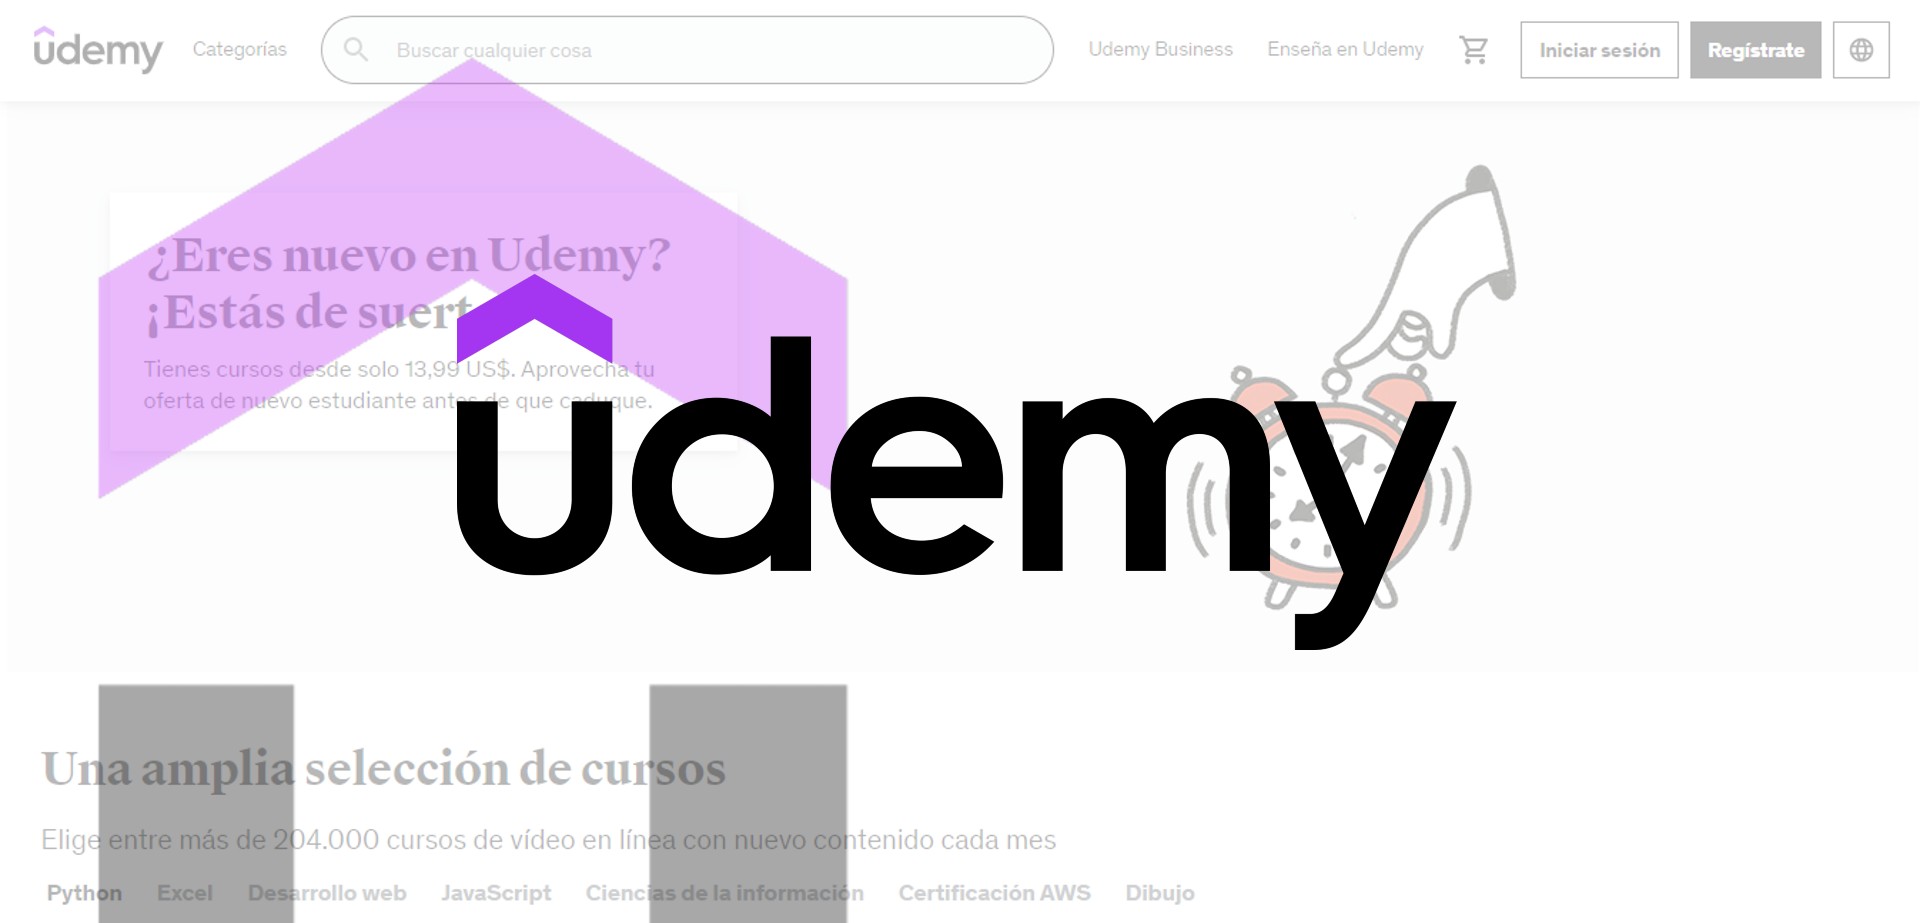 udemy
Categorías
Buscar cualquier cosa
Udemy Business
Enseña en Udemy
Iniciar sesión
Regístrate
¿Eres nuevo en Udemy?
¡Estás de suert
Tienes cursos desde solo 13,99 US$. Aprovecha tu
oferta de nuevo estudiante antes de que caduque.
udemy
Una amplia selección de cursos
Elige entre más de 204.000 cursos de vídeo en línea con nuevo contenido cada mes
Python Excel Desarrollo web JavaScript Ciencias de la información Certificación AWS Dibujo